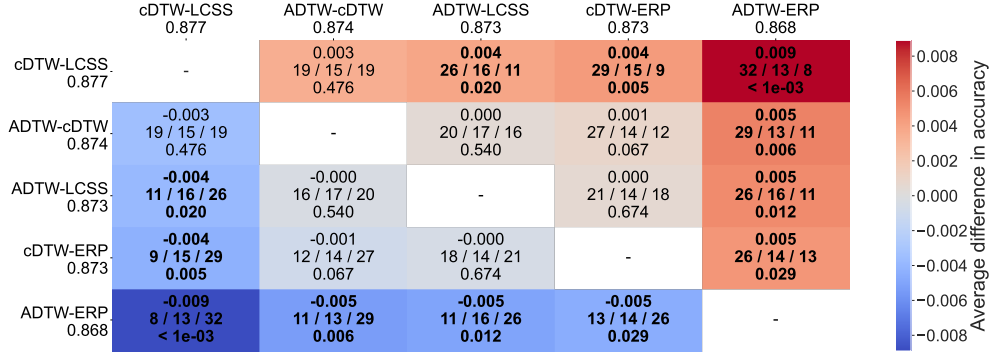 cDTW-LCSS ADTW-cDTW ADTW-LCSS cDTW-ERP ADTW-ERP
0.877 0.874 0.873 0.873 0.868
cDTW-LCSS
0.877
-
0.003
19 / 15 / 19
0.476
0.004
26 / 16 / 11
0.020
0.004
29 / 15 / 9
0.005
0.009
32 / 13 / 8
< 1e-03
ADTW-cDTW
0.874
-0.003
19 / 15 / 19
0.476
-
0.000
20 / 17 / 16
0.540
0.001
27 / 14 / 12
0.067
0.005
29 / 13 / 11
0.006
ADTW-LCSS
0.873
-0.004
11 / 16 / 26
0.020
-0.000
16 / 17 / 20
0.540
-
0.000
21 / 14 / 18
0.674
0.005
26 / 16 / 11
0.012
cDTW-ERP
0.873
-0.004
9 / 15 / 29
0.005
-0.001
12 / 14 / 27
0.067
-0.000
18 / 14 / 21
0.674
-
0.005
26 / 14 / 13
0.029
ADTW-ERP
0.868
-0.009
8 / 13 / 32
< 1e-03
-0.005
11 / 13 / 29
0.006
-0.005
11 / 16 / 26
0.012
-0.005
13 / 14 / 26
0.029
-
0.008
0.006
0.004
0.002
0.000
−0.002
−0.004
−0.006
−0.008
Average difference in accuracy